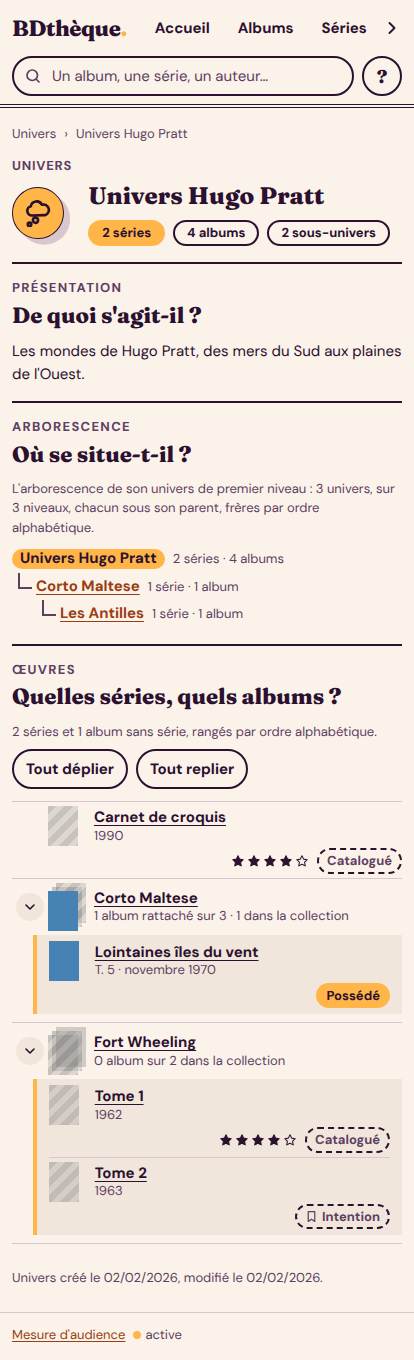 BDthèque.
Accueil Albums Séries
Un album, une série, un auteur... ?
Univers › Univers Hugo Pratt
UNIVERS
Univers Hugo Pratt
2 séries 4 albums 2 sous-univers
PRÉSENTATION
De quoi s'agit-il ?
Les mondes de Hugo Pratt, des mers du Sud aux plaines
de l'Ouest.
ARBORESCENCE
Où se situe-t-il ?
L'arborescence de son univers de premier niveau : 3 univers, sur
3 niveaux, chacun sous son parent, frères par ordre
alphabétique.
Univers Hugo Pratt 2 séries · 4 albums
Corto Maltese 1 série · 1 album
Les Antilles 1 série · 1 album
ŒUVRES
Quelles séries, quels albums ?
2 séries et 1 album sans série, rangés par ordre alphabétique.
Tout déplier Tout replier
Carnet de croquis
1990
Catalogué
Corto Maltese
1 album rattaché sur 3 · 1 dans la collection
Lointaines îles du vent
T. 5 · novembre 1970
Possédé
Fort Wheeling
0 album sur 2 dans la collection
Tome 1
1962
Catalogué
Tome 2
1963
Intention
Univers créé le 02/02/2026, modifié le 02/02/2026.
Mesure d'audience active